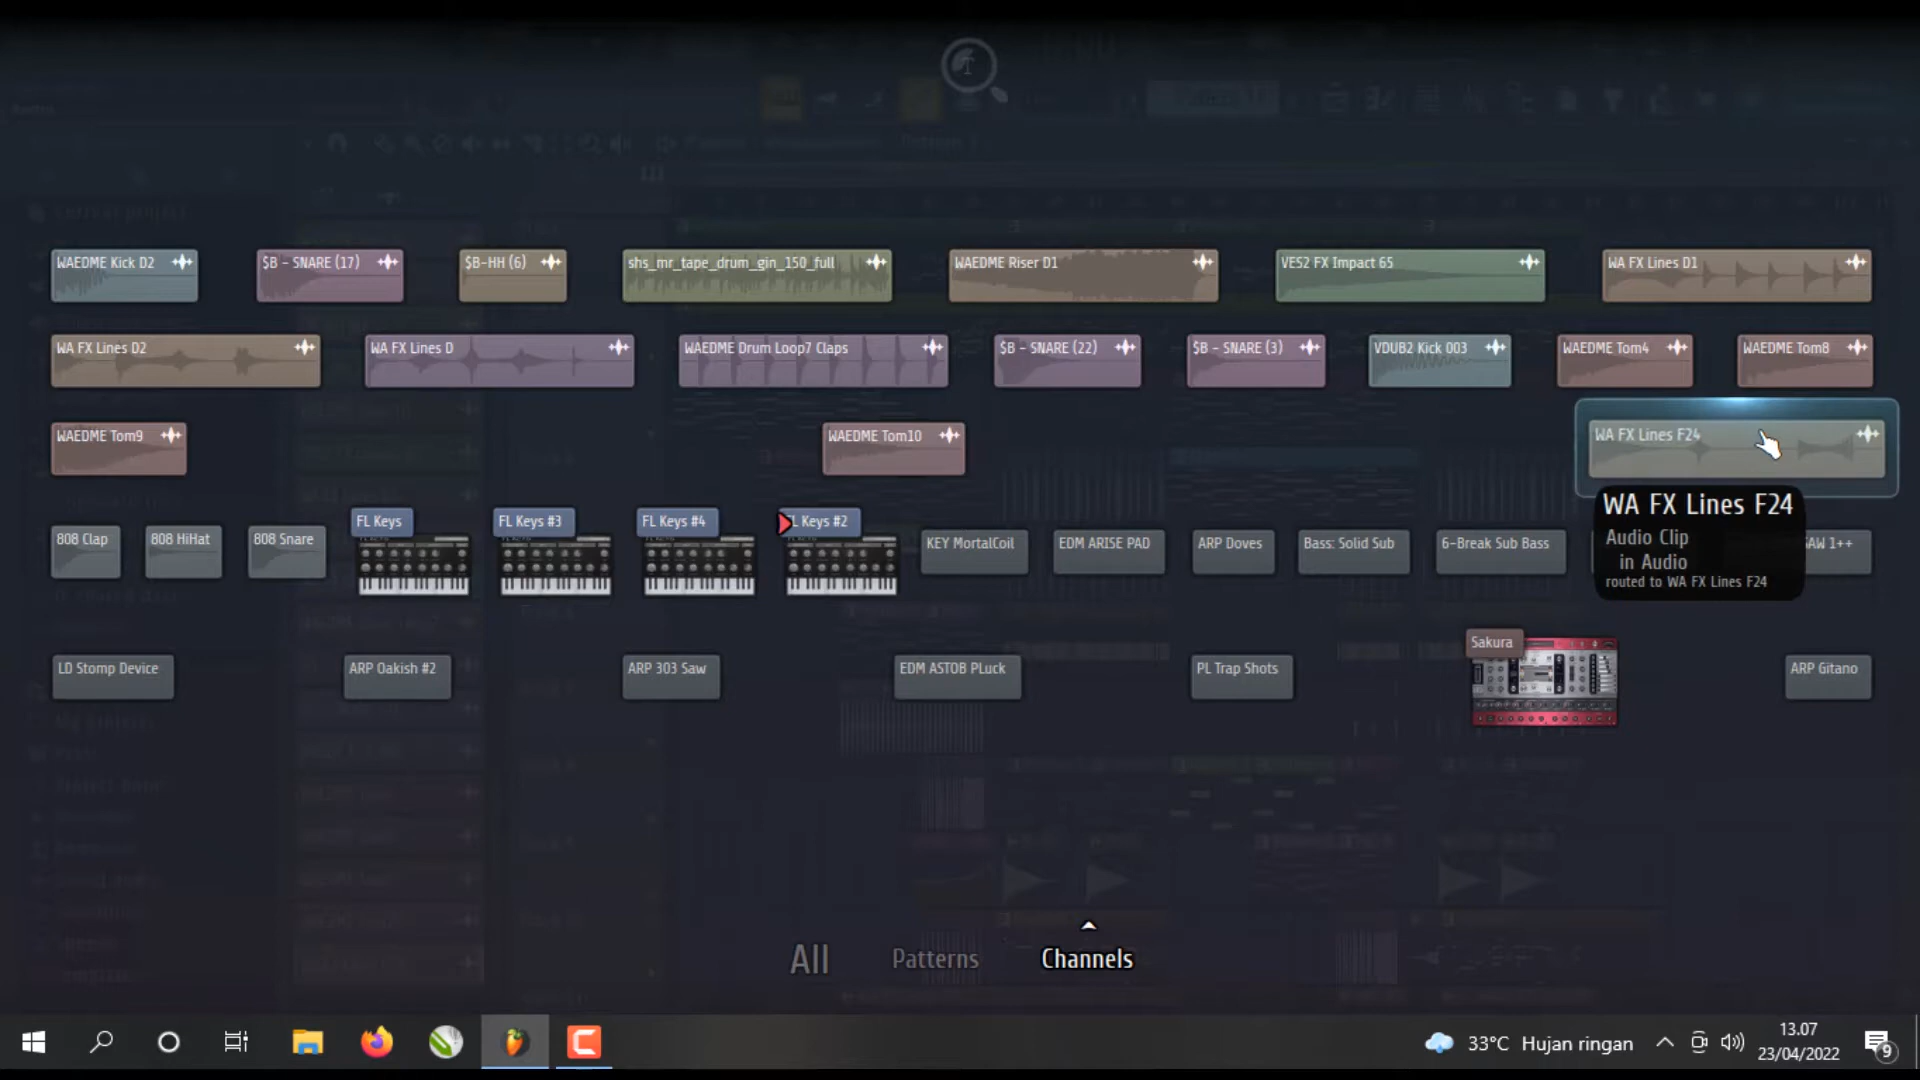 WAEDME Kick D2
$B - SNARE (17)
$B-HH (6)
shs_mr_tape_drum_gin_150_full
WAEDME Riser D1
VES2 FX Impact 65
WA FX Lines D1
WA FX Lines D2
WA FX Lines D
WAEDME Drum Loop7 Claps
$B - SNARE (22)
$B - SNARE (3)
VDUB2 Kick 003
WAEDME Tom4
WAEDME Tom8
WAEDME Tom9
WAEDME Tom10
WA FX Lines F24
WA FX Lines F24
Audio Clip
in Audio
routed to WA FX Lines F24
808 Clap
808 HiHat
808 Snare
FL Keys
FL Keys #3
FL Keys #4
L Keys #2
KEY MortalCoil
EDM ARISE PAD
ARP Doves
Bass: Solid Sub
6-Break Sub Bass
SAW 1++
LD Stomp Device
ARP Oakish #2
ARP 303 Saw
EDM ASTOB PLuck
PL Trap Shots
Sakura
ARP Gitano
All
Patterns
Channels
33°C Hujan ringan
13.07
23/04/2022
9